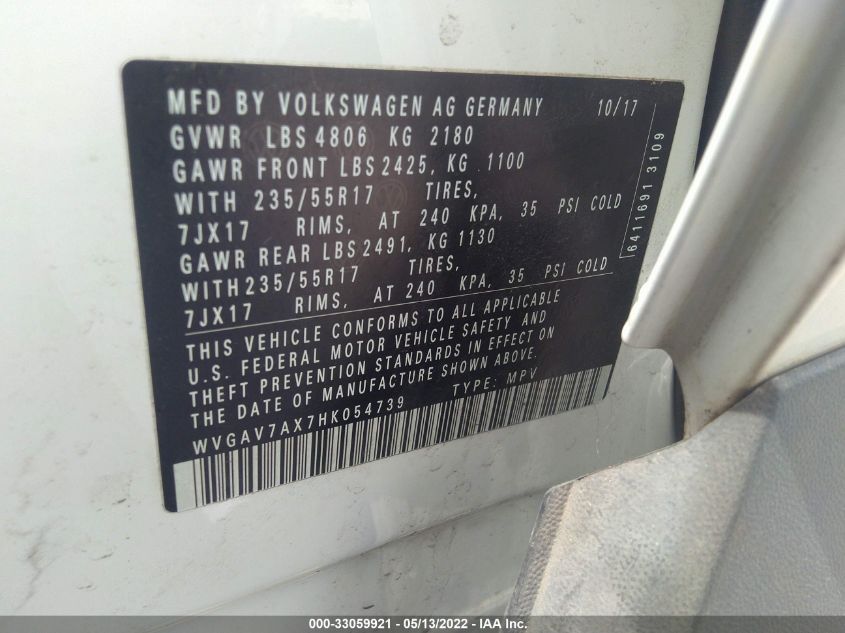 MFD BY VOLKSWAGEN AG GERMANY 10/17
GVWR LBS 4806 KG 2180
GAWR FRONT LBS 2425, KG 1100
WITH 235/55R17 TIRES,
7JX17 RIMS, AT 240 KPA, 35 PSI COLD
GAWR REAR LBS 2491, KG 1130
WITH 235/55R17 TIRES,
7JX17 RIMS, AT 240 KPA, 35 PSI COLD
THIS VEHICLE CONFORMS TO ALL APPLICABLE
U.S. FEDERAL MOTOR VEHICLE SAFETY AND
THEFT PREVENTION STANDARDS IN EFFECT ON
THE DATE OF MANUFACTURE SHOWN ABOVE.
WVGAV7AX7HK054739 TYPE: MPV
6411691 3109
000-33059921 - 05/13/2022 - IAA Inc.